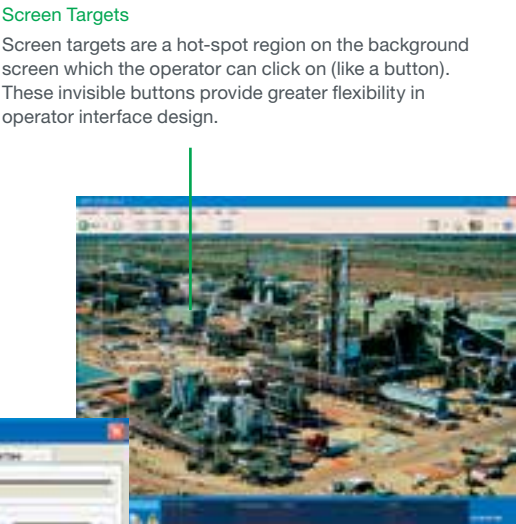 Screen Targets
Screen targets are a hot-spot region on the background
screen which the operator can click on (like a button).
These invisible buttons provide greater flexibility in
operator interface design.